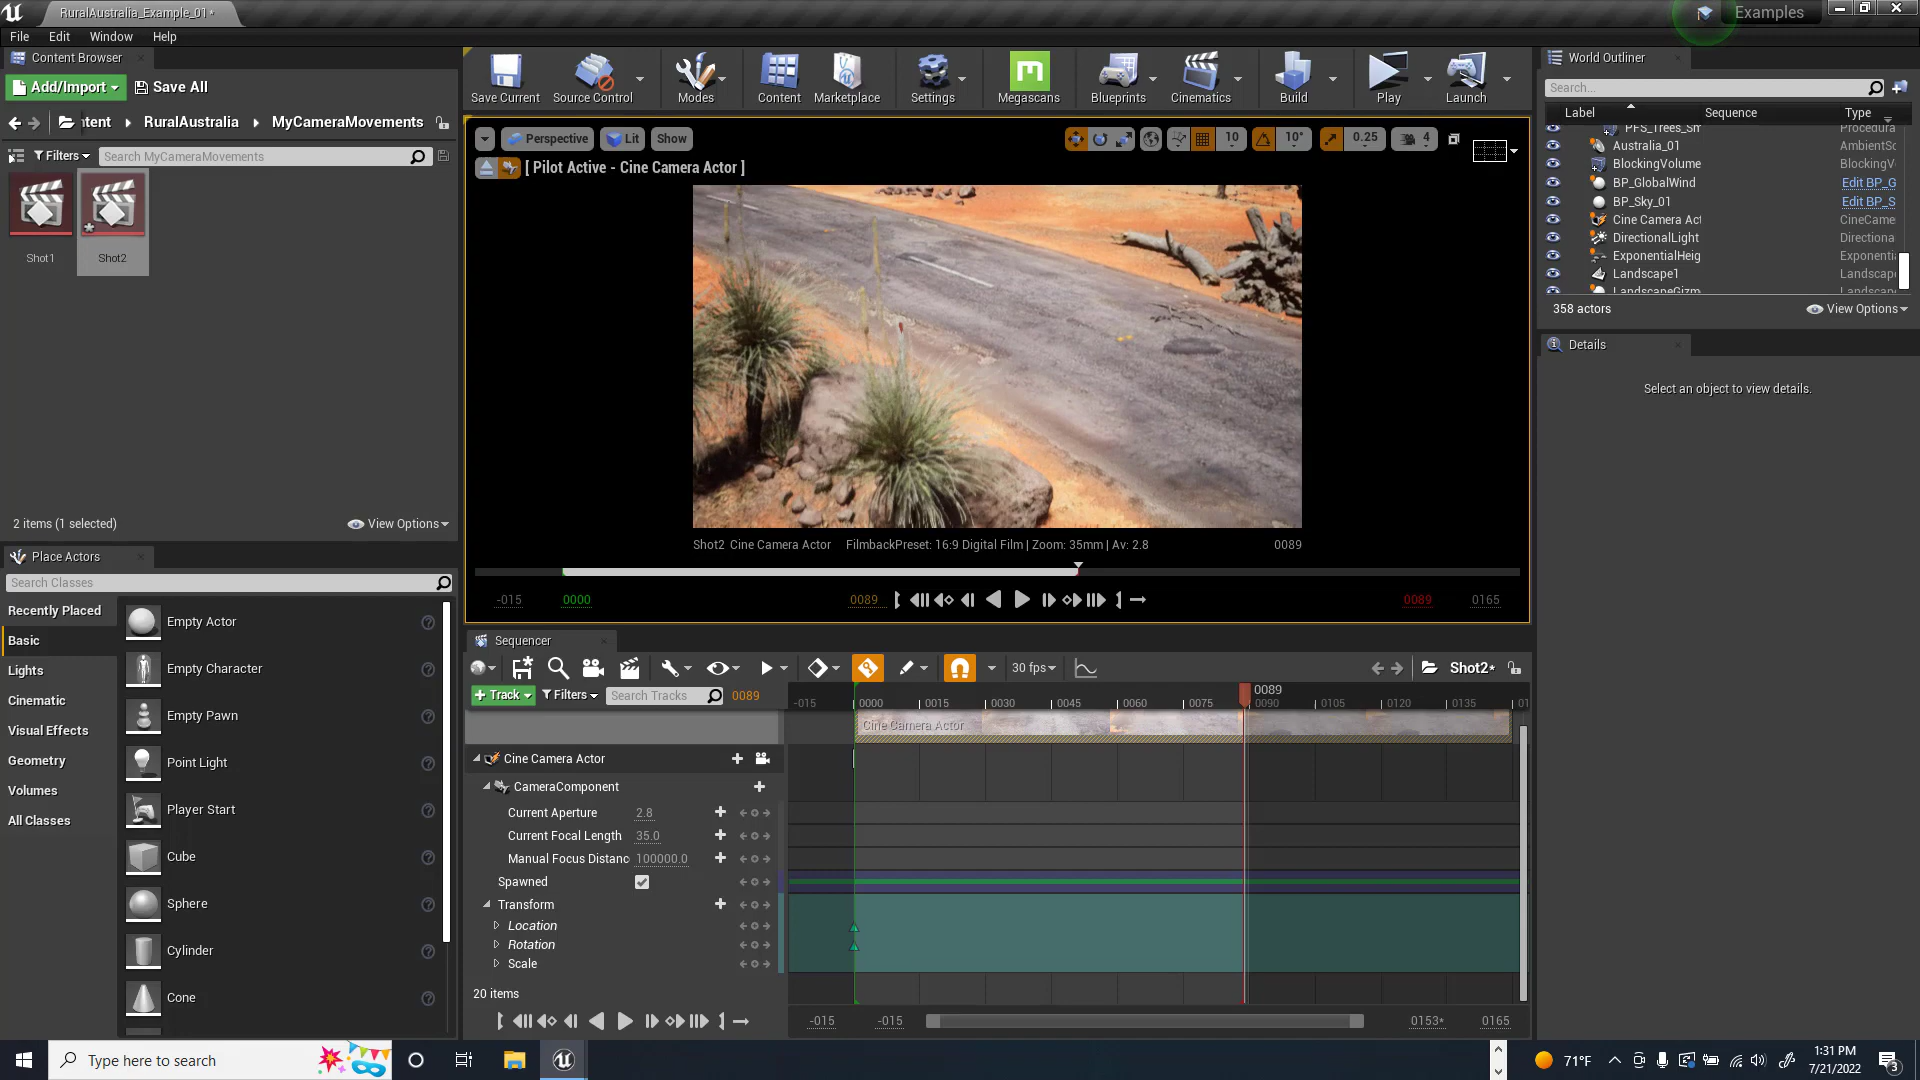 RuralAustralia_Example_01*
Examples
File Edit Window Help
Content Browser
Add/Import
Save All
ntent RuralAustralia MyCameraMovements
Filters
Search MyCameraMovements
Shot1
Shot2
2 items (1 selected)
View Options
Place Actors
Search Classes
Recently Placed
Basic
Lights
Cinematic
Visual Effects
Geometry
Volumes
All Classes
Empty Actor
Empty Character
Empty Pawn
Point Light
Player Start
Cube
Sphere
Cylinder
Cone
Save Current
Source Control
Modes
Content
Marketplace
Settings
Megascans
Blueprints
Cinematics
Build
Play
Launch
Perspective
Lit
Show
10
10°
0.25
4
[ Pilot Active - Cine Camera Actor ]
Shot2 Cine Camera Actor FilmbackPreset: 16:9 Digital Film | Zoom: 35mm | Av: 2.8 0089
-015 0000 0089 0089 0165
Sequencer
30 fps
Shot2*
Track
Filters
Search Tracks
0089
-015 0000 0015 0030 0045 0060 0075 0090 0105 0120 0135 01
0089
Cine Camera Actor
Cine Camera Actor
CameraComponent
Current Aperture 2.8
Current Focal Length 35.0
Manual Focus Distanc 100000.0
Spawned
Transform
Location
Rotation
Scale
20 items
-015 -015 0153* 0165
World Outliner
Search...
Label Sequence Type
PFS_Trees_Sm Procedura
Australia_01 AmbientSo
BlockingVolume BlockingV
BP_GlobalWind Edit BP_G
BP_Sky_01 Edit BP_S
Cine Camera Act CineCame
DirectionalLight Directiona
ExponentialHeig Exponenti
Landscape1 Landscap
LandscapeGizm
358 actors
View Options
Details
Select an object to view details.
Type here to search
71°F
1:31 PM
7/21/2022
3